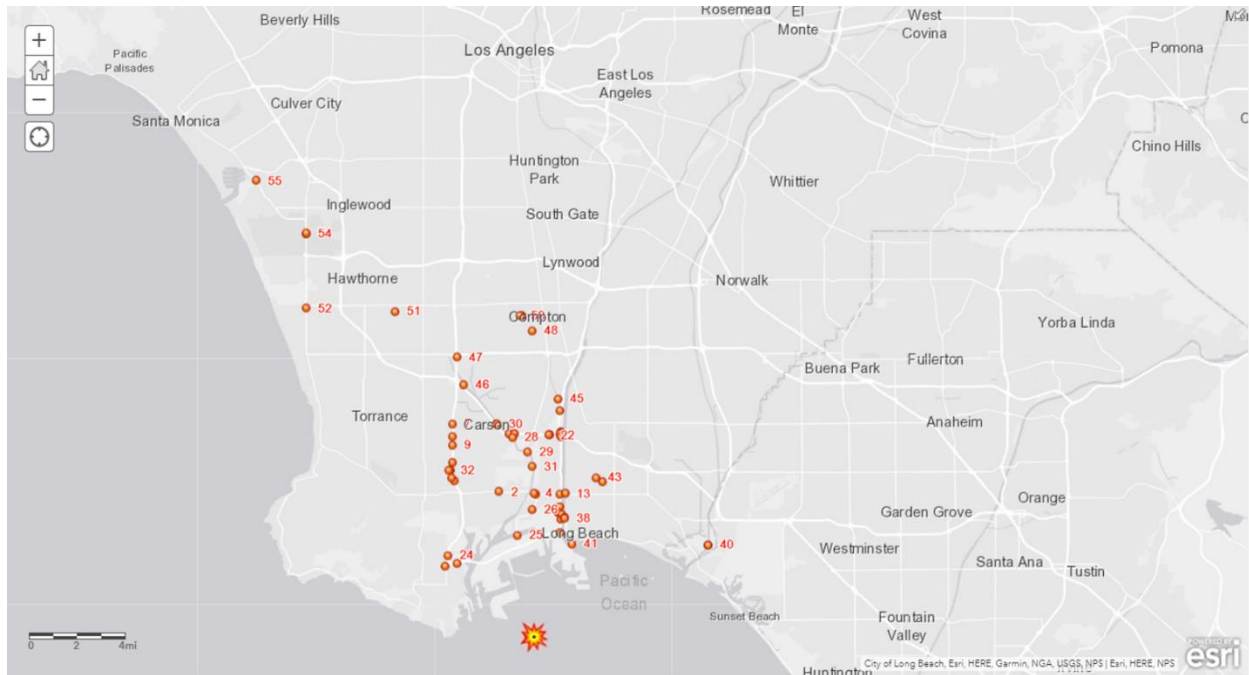 Beverly Hills
Rosemead
El
Monte
West
Covina
Pacific
Palisades
Los Angeles
Pomona
East Los
Angeles
Culver City
Santa Monica
Chino Hills
Huntington
Park
Whittier
55
Inglewood
South Gate
54
Lynwood
Hawthorne
Norwalk
52
51
Compton
48
Yorba Linda
47
Fullerton
Buena Park
46
45
Torrance
Anaheim
7
30
Carson
28
22
9
29
31
32
43
2
4
13
Orange
26
38
Garden Grove
25
Long Beach
41
40
Westminster
24
Santa Ana
Tustin
Pacific
Ocean
Sunset Beach
Fountain
Valley
0 2 4mi
POWERED BY
esri
City of Long Beach, Esri, HERE, Garmin, NGA, USGS, NPS | Esri, HERE, NPS
Huntington